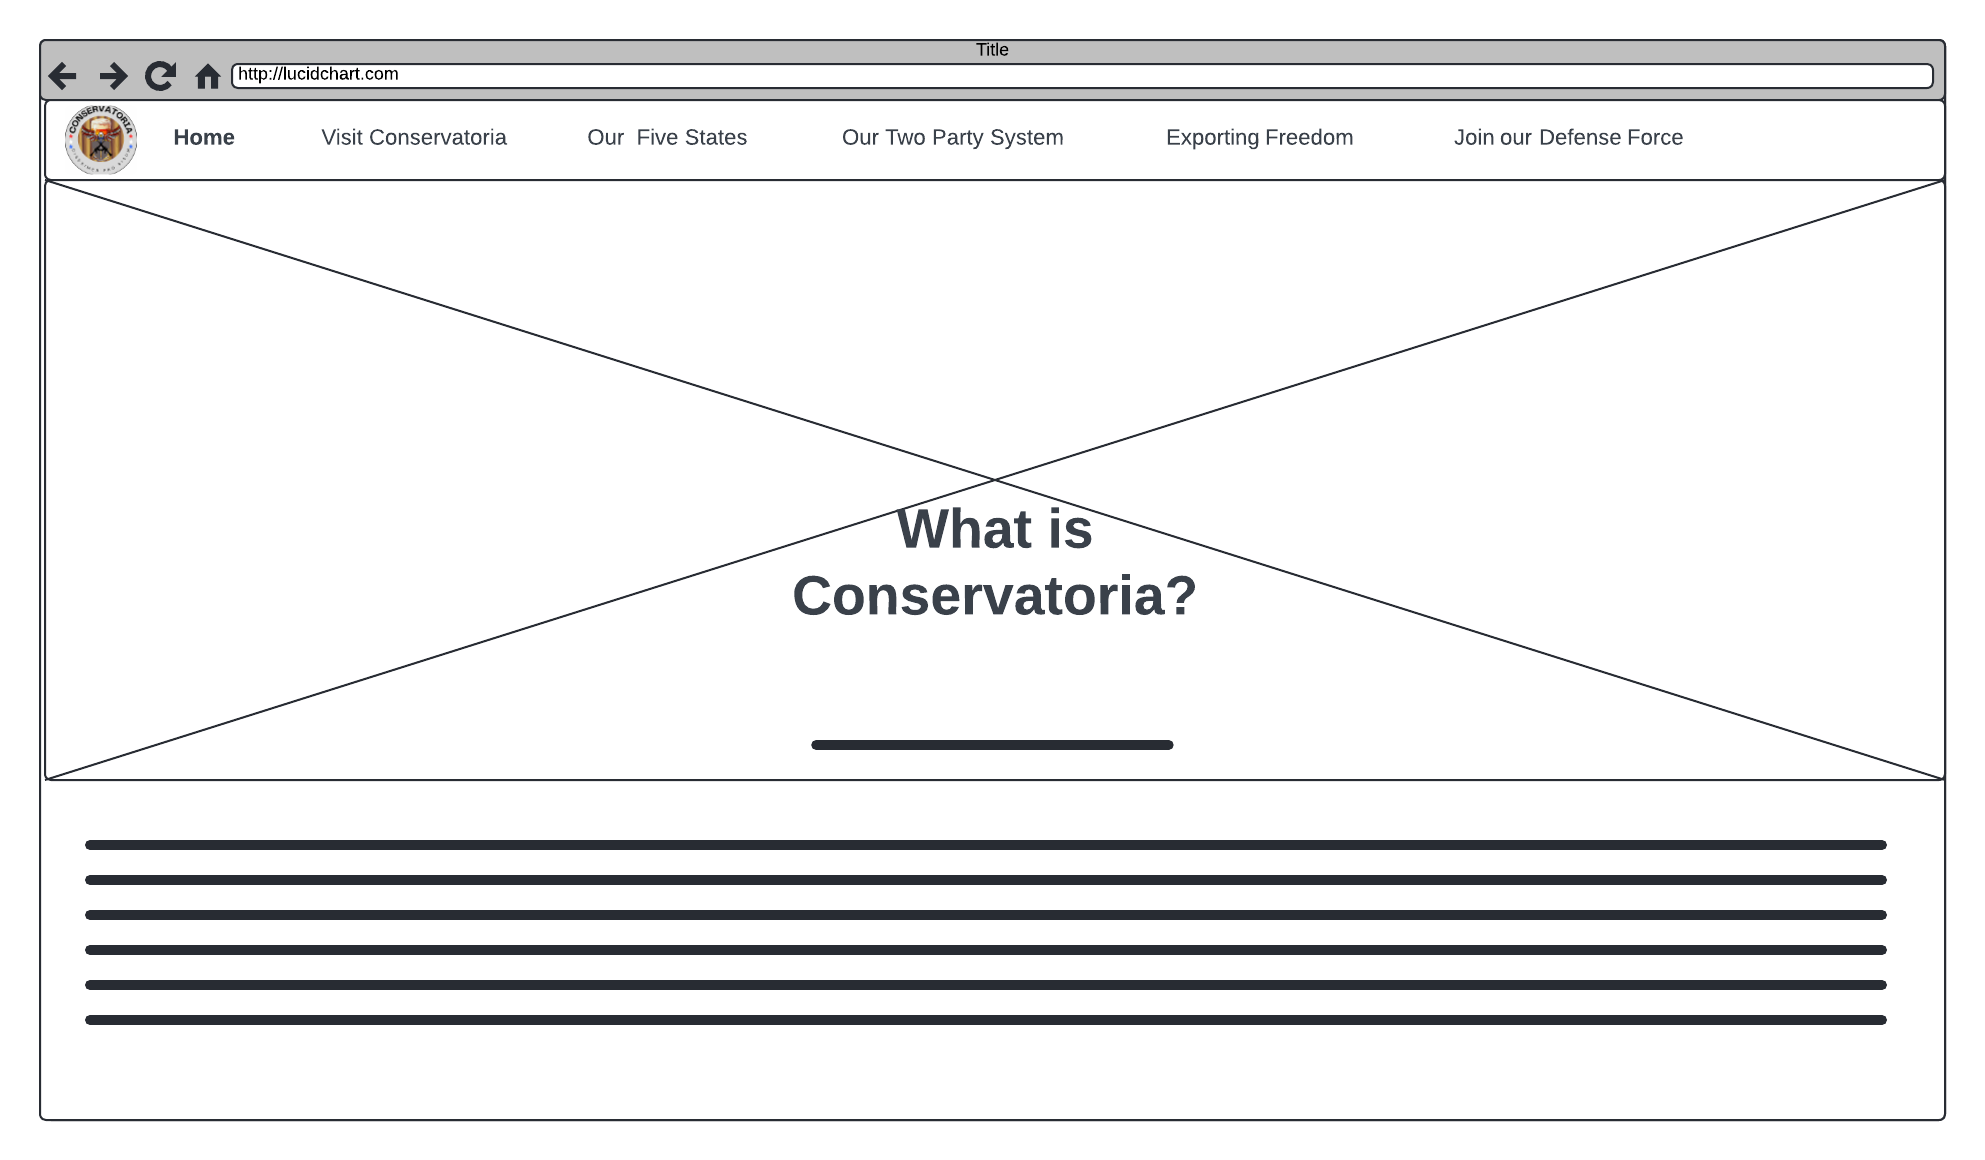 Title
http://lucidchart.com
CONSERVATORIA
Home
Visit Conservatoria
Our  Five States
Our Two Party System
Exporting Freedom
Join our Defense Force
What is
Conservatoria?